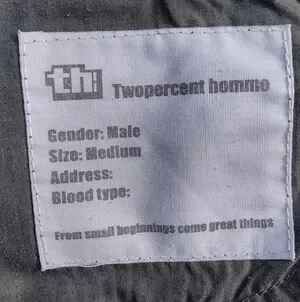 th:
Twopercent homme
Gender: Male
Size: Medium
Address:
Blood type:
From small beginnings come great things